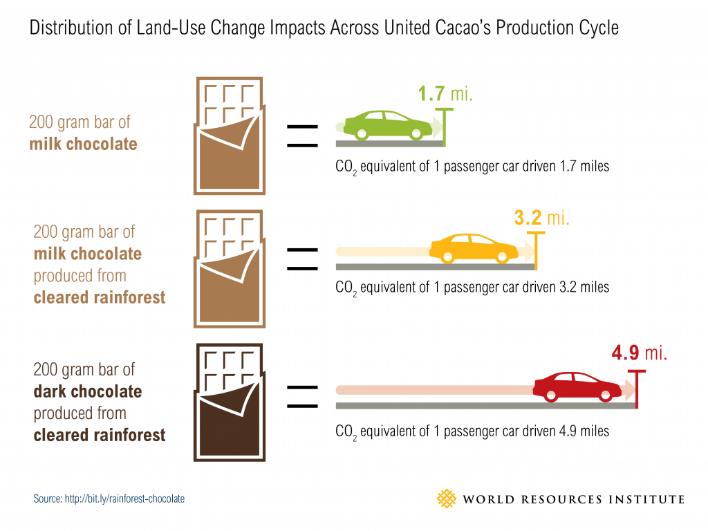 Distribution of Land-Use Change Impacts Across United Cacao's Production Cycle
200 gram bar of
milk chocolate
=
1.7 mi.
CO₂ equivalent of 1 passenger car driven 1.7 miles
200 gram bar of
milk chocolate
produced from
cleared rainforest
=
3.2 mi.
CO₂ equivalent of 1 passenger car driven 3.2 miles
200 gram bar of
dark chocolate
produced from
cleared rainforest
=
4.9 mi.
CO₂ equivalent of 1 passenger car driven 4.9 miles
Source: http://bit.ly/rainforest-chocolate
WORLD RESOURCES INSTITUTE